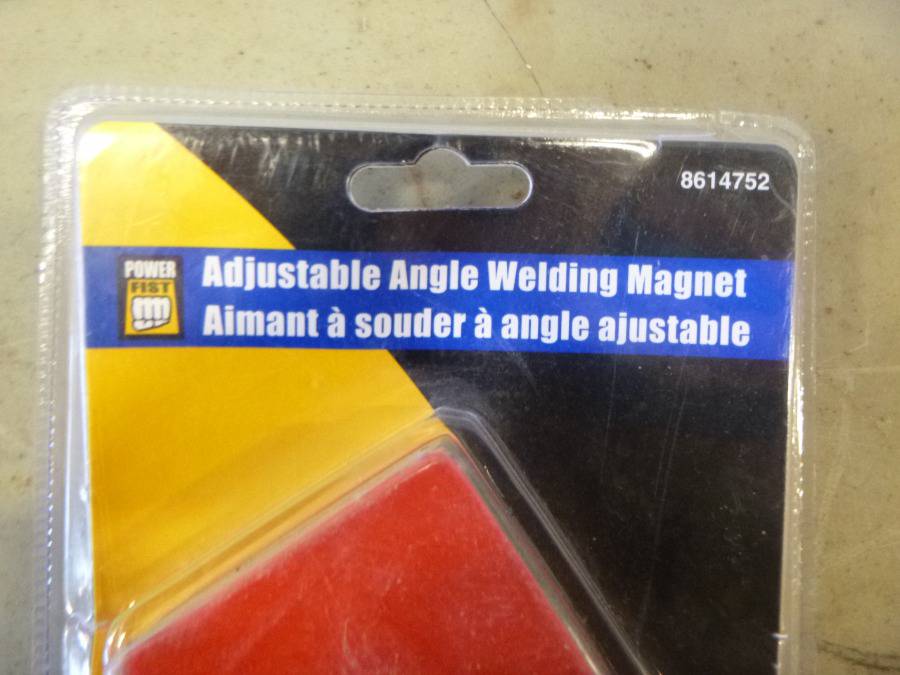 8614752
POWER
FIST
Adjustable Angle Welding Magnet
Aimant à souder à angle ajustable